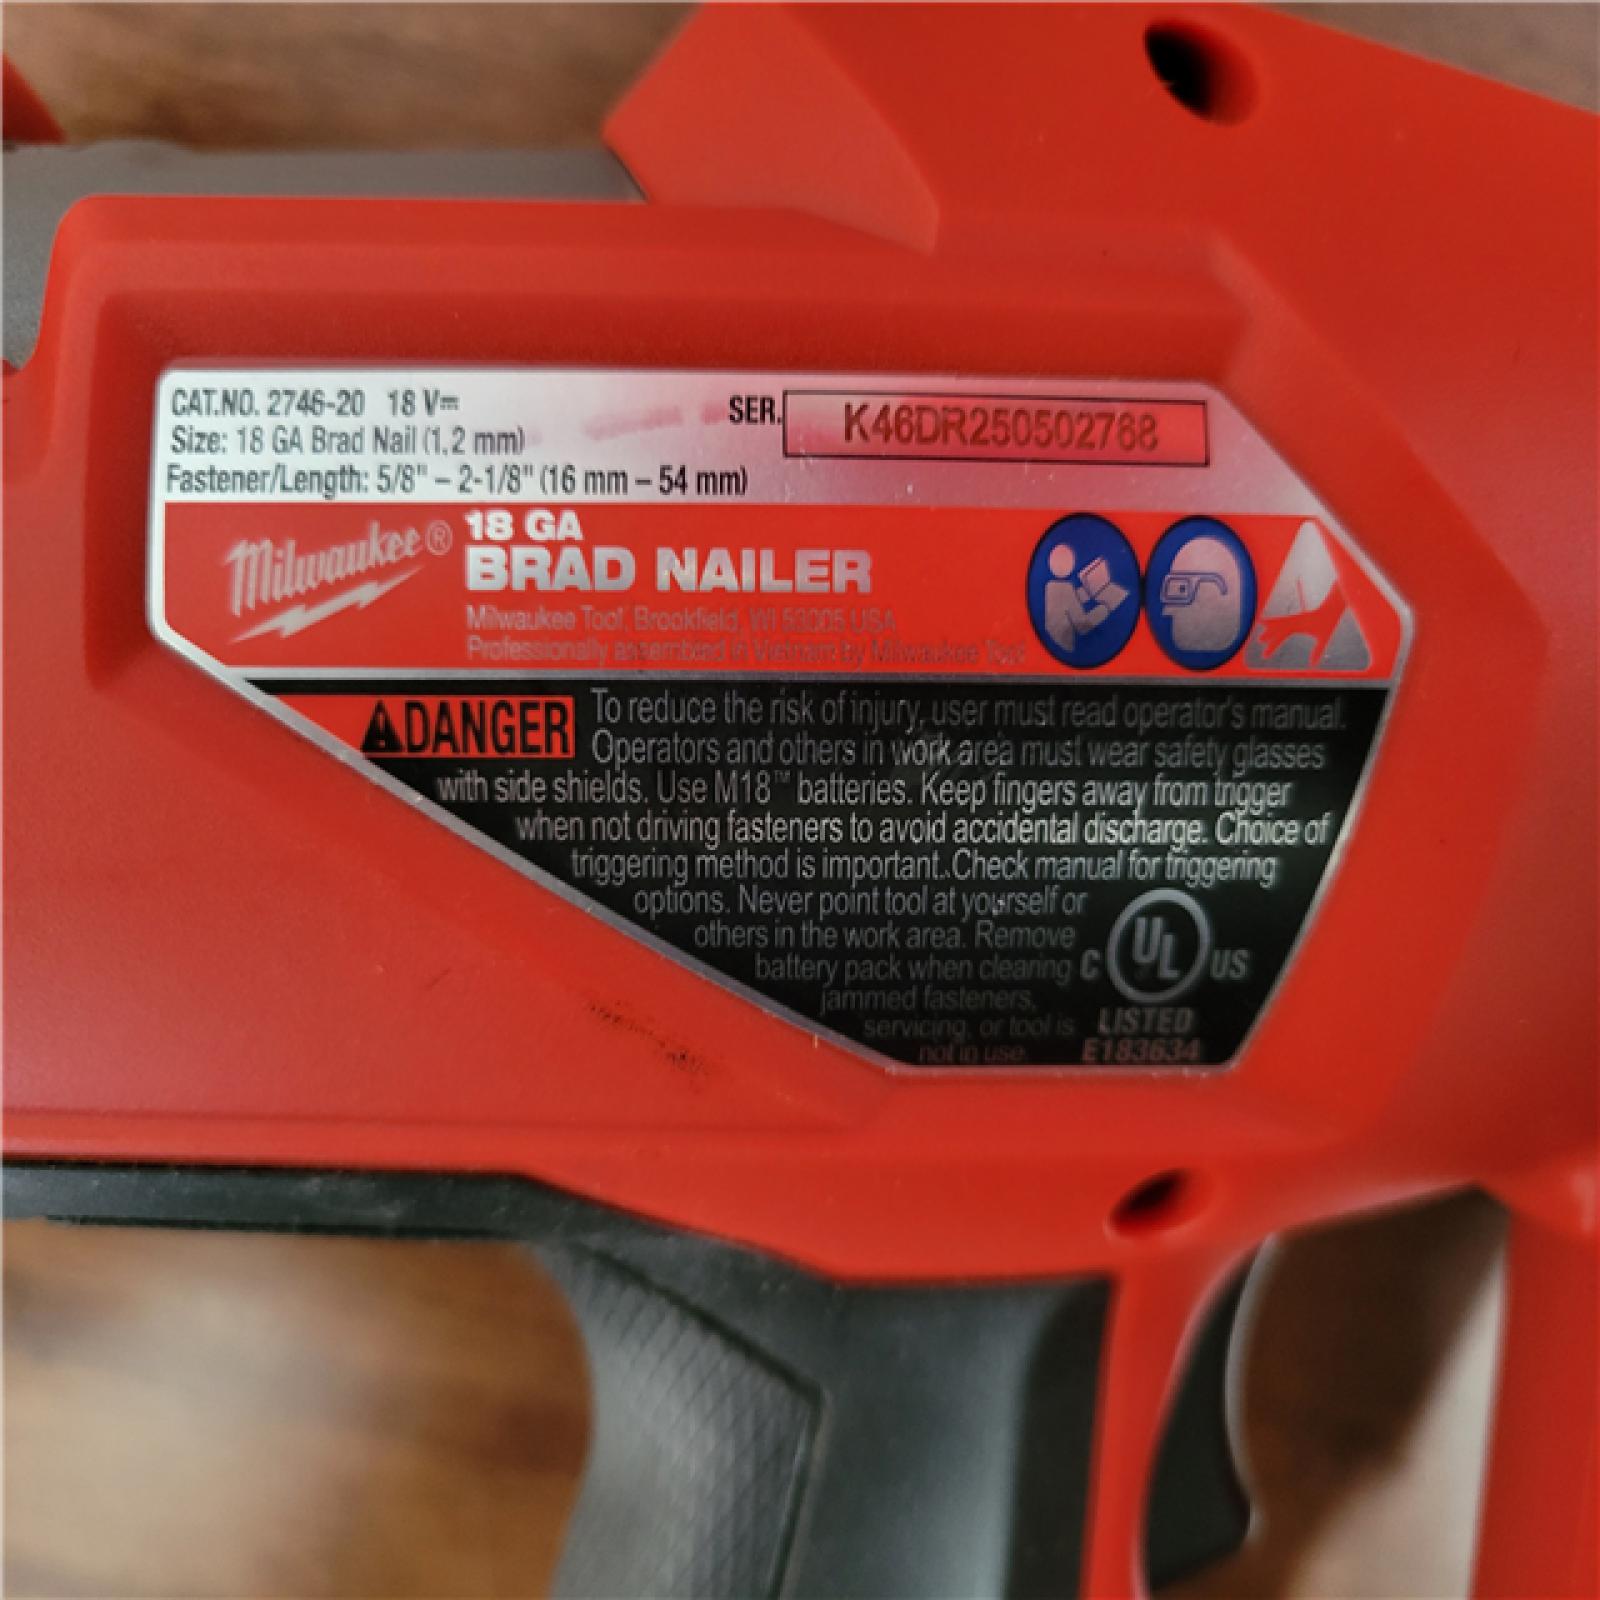 CAT.NO. 2746-20 18 V⎓
Size: 18 GA Brad Nail (1,2 mm)
Fastener/Length: 5/8" – 2-1/8" (16 mm – 54 mm)
SER. K46DR250502768
Milwaukee®
18 GA
BRAD NAILER
Milwaukee Tool, Brookfield, WI 53005 USA
Professionally assembled in Vietnam by Milwaukee Tool
DANGER
To reduce the risk of injury, user must read operator's manual.
Operators and others in work area must wear safety glasses
with side shields. Use M18™ batteries. Keep fingers away from trigger
when not driving fasteners to avoid accidental discharge. Choice of
triggering method is important. Check manual for triggering
options. Never point tool at yourself or
others in the work area. Remove
battery pack when clearing
jammed fasteners,
servicing, or tool is
not in use.
C UL US
LISTED
E183634